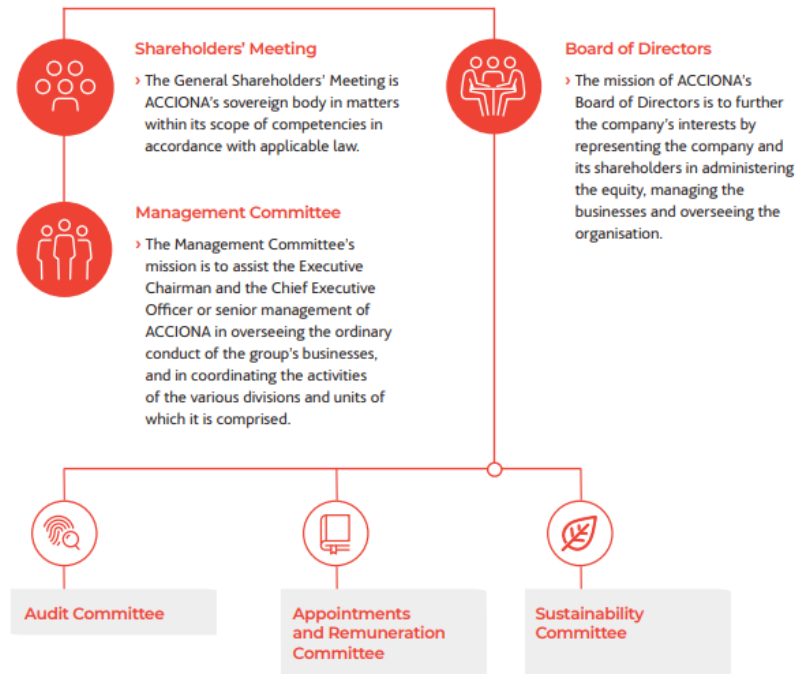 Shareholders' Meeting
› The General Shareholders' Meeting is
ACCIONA's sovereign body in matters
within its scope of competencies in
accordance with applicable law.
Board of Directors
› The mission of ACCIONA's
Board of Directors is to further
the company's interests by
representing the company and
its shareholders in administering
the equity, managing the
businesses and overseeing the
organisation.
Management Committee
› The Management Committee's
mission is to assist the Executive
Chairman and the Chief Executive
Officer or senior management of
ACCIONA in overseeing the ordinary
conduct of the group's businesses,
and in coordinating the activities
of the various divisions and units of
which it is comprised.
Audit Committee
Appointments
and Remuneration
Committee
Sustainability
Committee